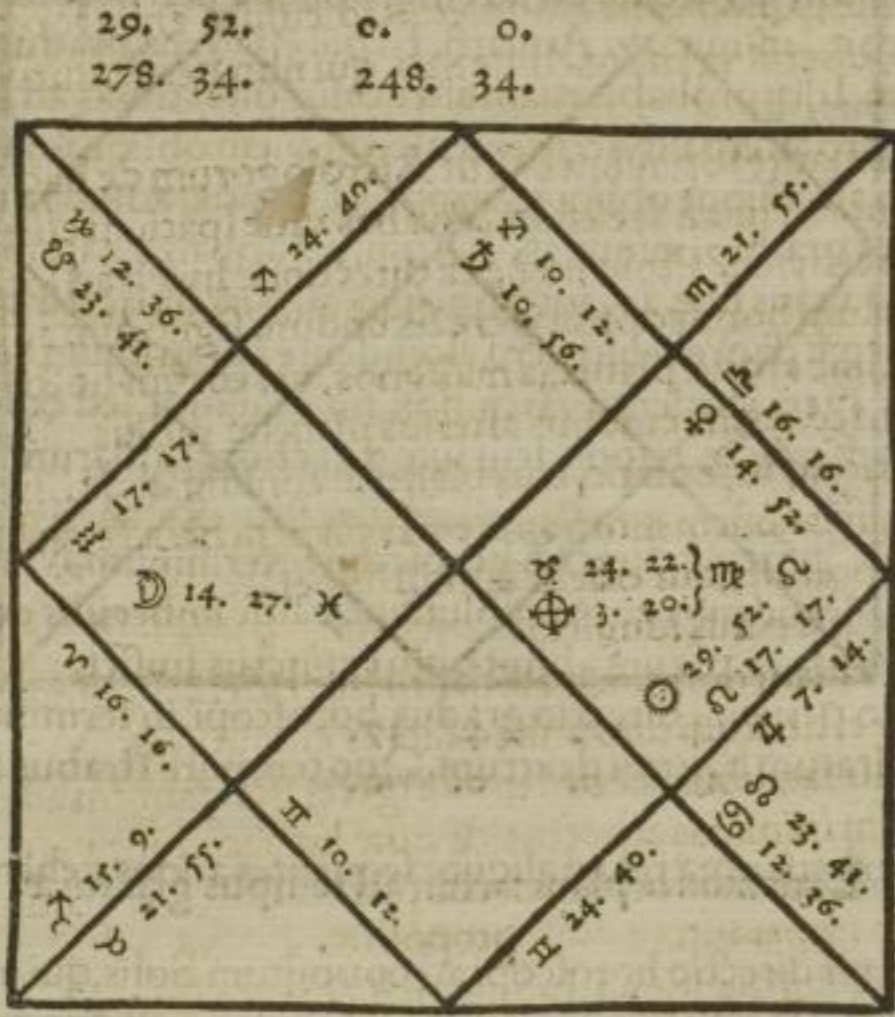 29. 52. c. o.
278. 34. 248. 34.
♐ 24. 40.
♑ 12. 36.
☋ 23. 41.
♐ 10. 12.
♄ 10. 56.
♏ 21. 55.
♎ 16. 16.
♀ 14. 52.
♒ 17. 17.
☽ 14. 27. ♓
24. 22. } ♍ ♌
⊕ 3. 20. }
☉ 29. 52.
♌ 17. 17.
♃ 7. 14.
☊ 23. 41.
♋ 12. 36.
♈ 16. 16.
15. 9.
♉ 21. 55.
♊ 10. 12.
♊ 24. 40.